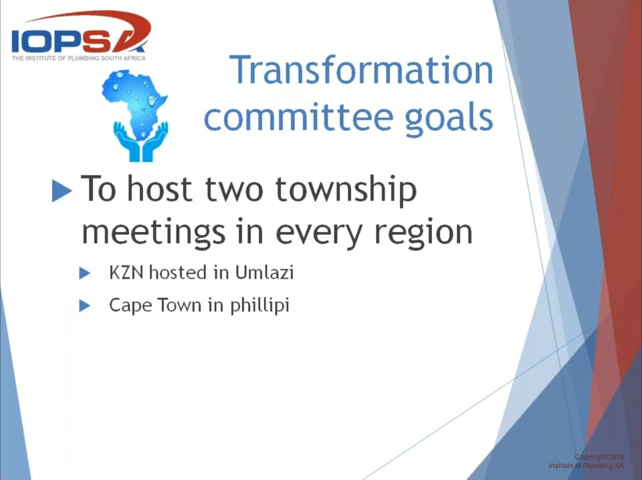 IOPSA
THE INSTITUTE OF PLUMBING SOUTH AFRICA
Transformation
committee goals
To host two township
meetings in every region
KZN hosted in Umlazi
Cape Town in phillipi
Copyright2019
Institute of Plumbing SA